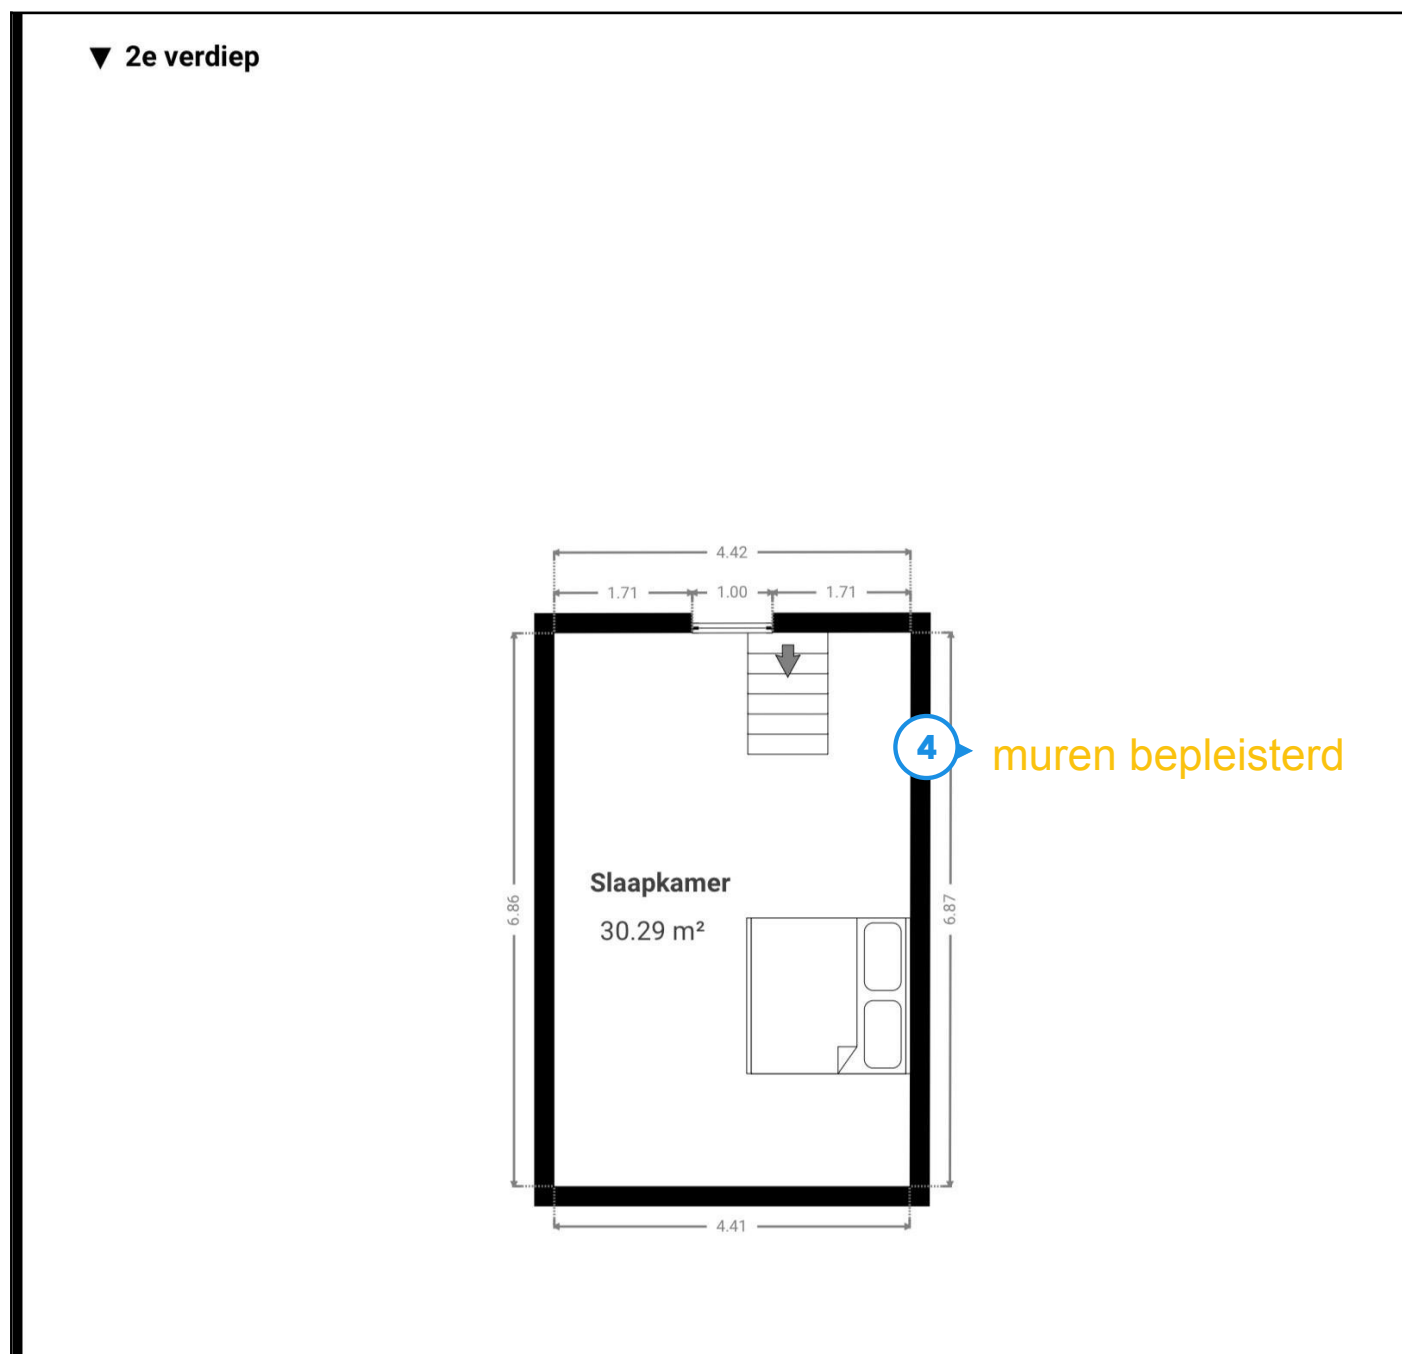 ▼ 2e verdiep
4.42
1.71 1.00 1.71
4 muren bepleisterd
Slaapkamer
6.86 6.87
30.29 m²
4.41